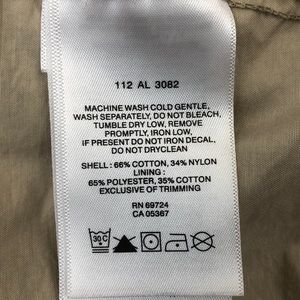 112 AL 3082
MACHINE WASH COLD GENTLE,
WASH SEPARATELY, DO NOT BLEACH,
TUMBLE DRY LOW, REMOVE
PROMPTLY, IRON LOW,
IF PRESENT DO NOT IRON DECAL,
DO NOT DRYCLEAN
SHELL : 66% COTTON, 34% NYLON
LINING :
65% POLYESTER, 35% COTTON
EXCLUSIVE OF TRIMMING
RN 69724
CA 05367
30C